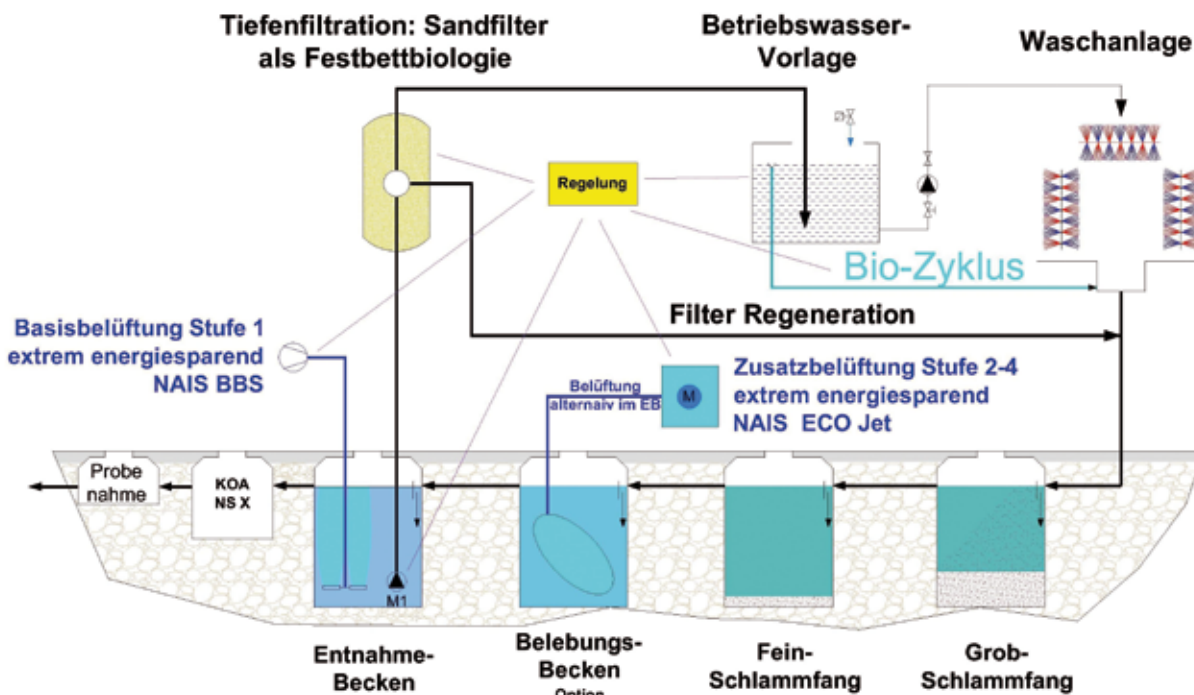 Tiefenfiltration: Sandfilter
als Festbettbiologie
Betriebswasser-
Vorlage
Waschanlage
Regelung
Bio-Zyklus
Filter Regeneration
Basisbelüftung Stufe 1
extrem energiesparend
NAIS BBS
Belüftung
alternaiv im EB
M
Zusatzbelüftung Stufe 2-4
extrem energiesparend
NAIS ECO Jet
Probe
nahme
KOA
NS X
M1
Entnahme-
Becken
Belebungs-
Becken
Option
Fein-
Schlammfang
Grob-
Schlammfang